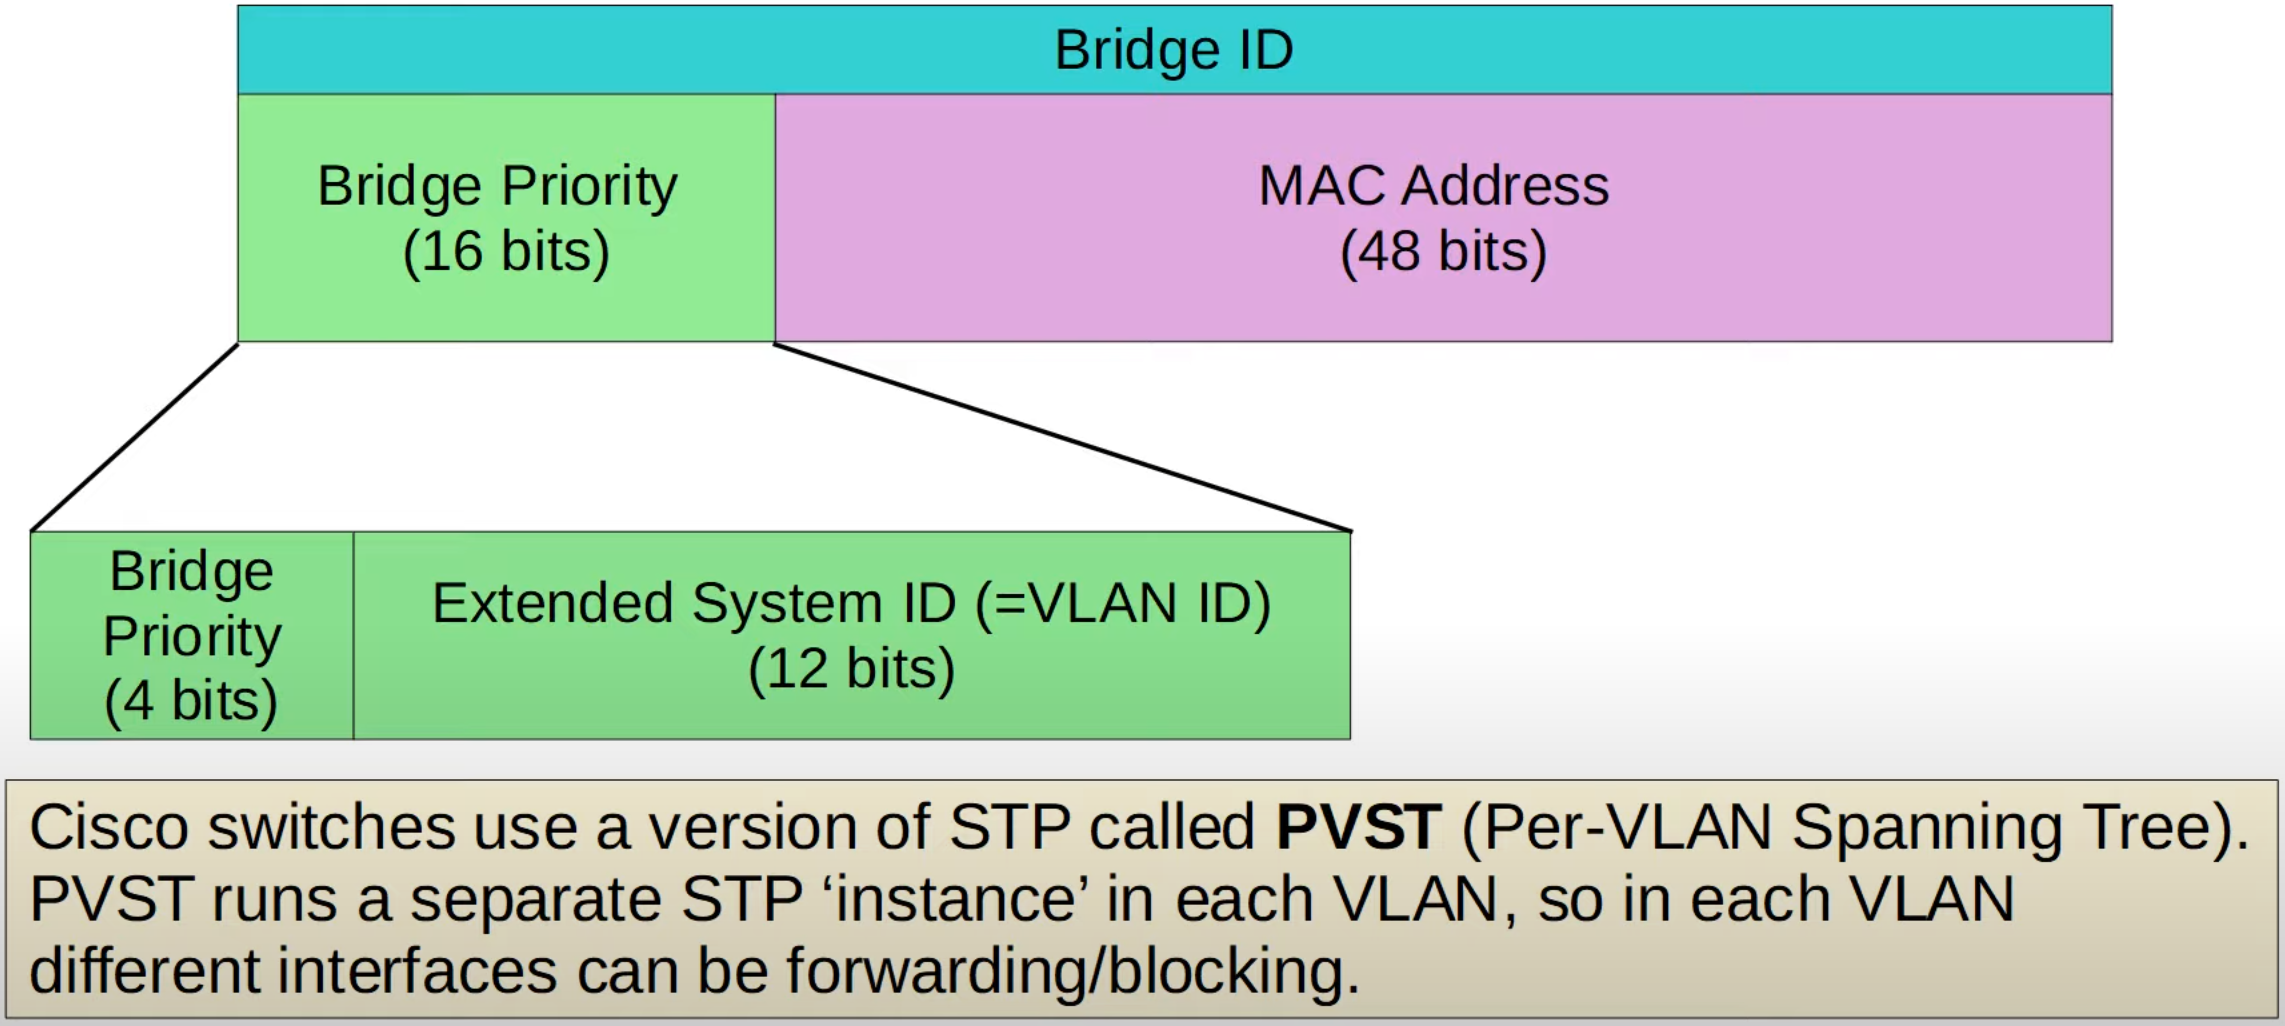 Bridge ID
Bridge Priority
(16 bits)
MAC Address
(48 bits)
Bridge
Priority
(4 bits)
Extended System ID (=VLAN ID)
(12 bits)
Cisco switches use a version of STP called PVST (Per-VLAN Spanning Tree).
PVST runs a separate STP ‘instance’ in each VLAN, so in each VLAN
different interfaces can be forwarding/blocking.